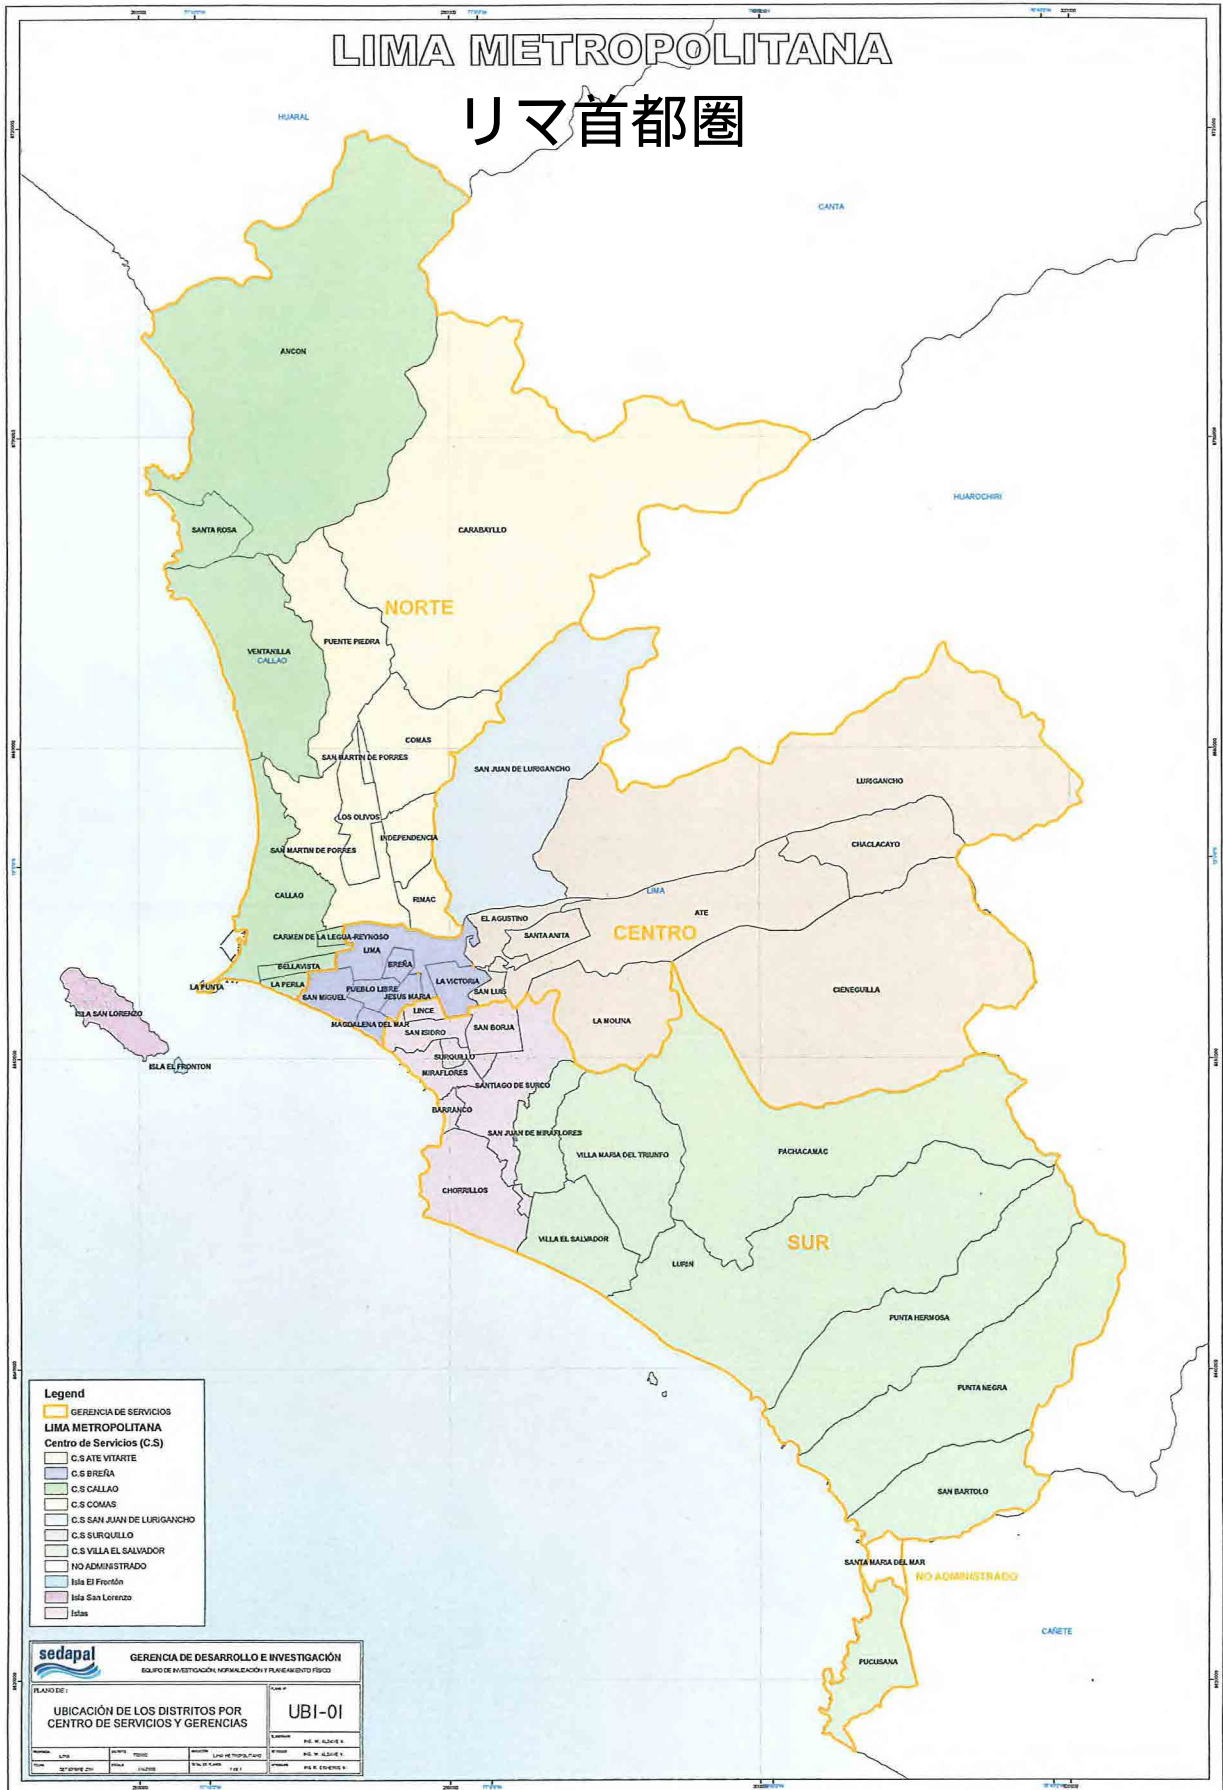 LIMA METROPOLITANA
リマ首都圏
HUARAL
CANTA
ANCON
HUAROCHIRI
SANTA ROSA
CARABAYLLO
NORTE
PUENTE PIEDRA
VENTANILLA
CALLAO
COMAS
SAN MARTIN DE PORRES
SAN JUAN DE LURIGANCHO
LURIGANCHO
LOS OLIVOS
INDEPENDENCIA
CHACLACAYO
SAN MARTIN DE PORRES
CALLAO
RIMAC
LIMA
ATE
EL AGUSTINO
SANTA ANITA
CENTRO
CARMEN DE LA LEGUA-REYNOSO
LIMA
BREÑA
BELLAVISTA
LA PERLA
LA PUNTA
SAN MIGUEL
PUEBLO LIBRE
JESUS MARIA
LA VICTORIA
SAN LUIS
CIENEGUILLA
ISLA SAN LORENZO
LINCE
MAGDALENA DEL MAR
SAN ISIDRO
SAN BORJA
LA MOLINA
ISLA EL FRONTON
SURQUILLO
MIRAFLORES
SANTIAGO DE SURCO
BARRANCO
SAN JUAN DE MIRAFLORES
VILLA MARIA DEL TRIUNFO
PACHACAMAC
CHORRILLOS
VILLA EL SALVADOR
SUR
LURIN
PUNTA HERMOSA
PUNTA NEGRA
SAN BARTOLO
SANTA MARIA DEL MAR
NO ADMINISTRADO
CAÑETE
PUCUSANA
Legend
GERENCIA DE SERVICIOS
LIMA METROPOLITANA
Centro de Servicios (C.S)
C.S ATE VITARTE
C.S BREÑA
C.S CALLAO
C.S COMAS
C.S SAN JUAN DE LURIGANCHO
C.S SURQUILLO
C.S VILLA EL SALVADOR
NO ADMINISTRADO
Isla El Frontón
Isla San Lorenzo
Islas
sedapal
GERENCIA DE DESARROLLO E INVESTIGACIÓN
EQUIPO DE INVESTIGACIÓN, NORMALIZACIÓN Y PLANEAMIENTO FÍSICO
PLANO DE :
UBICACIÓN DE LOS DISTRITOS POR
CENTRO DE SERVICIOS Y GERENCIAS
UBI-01